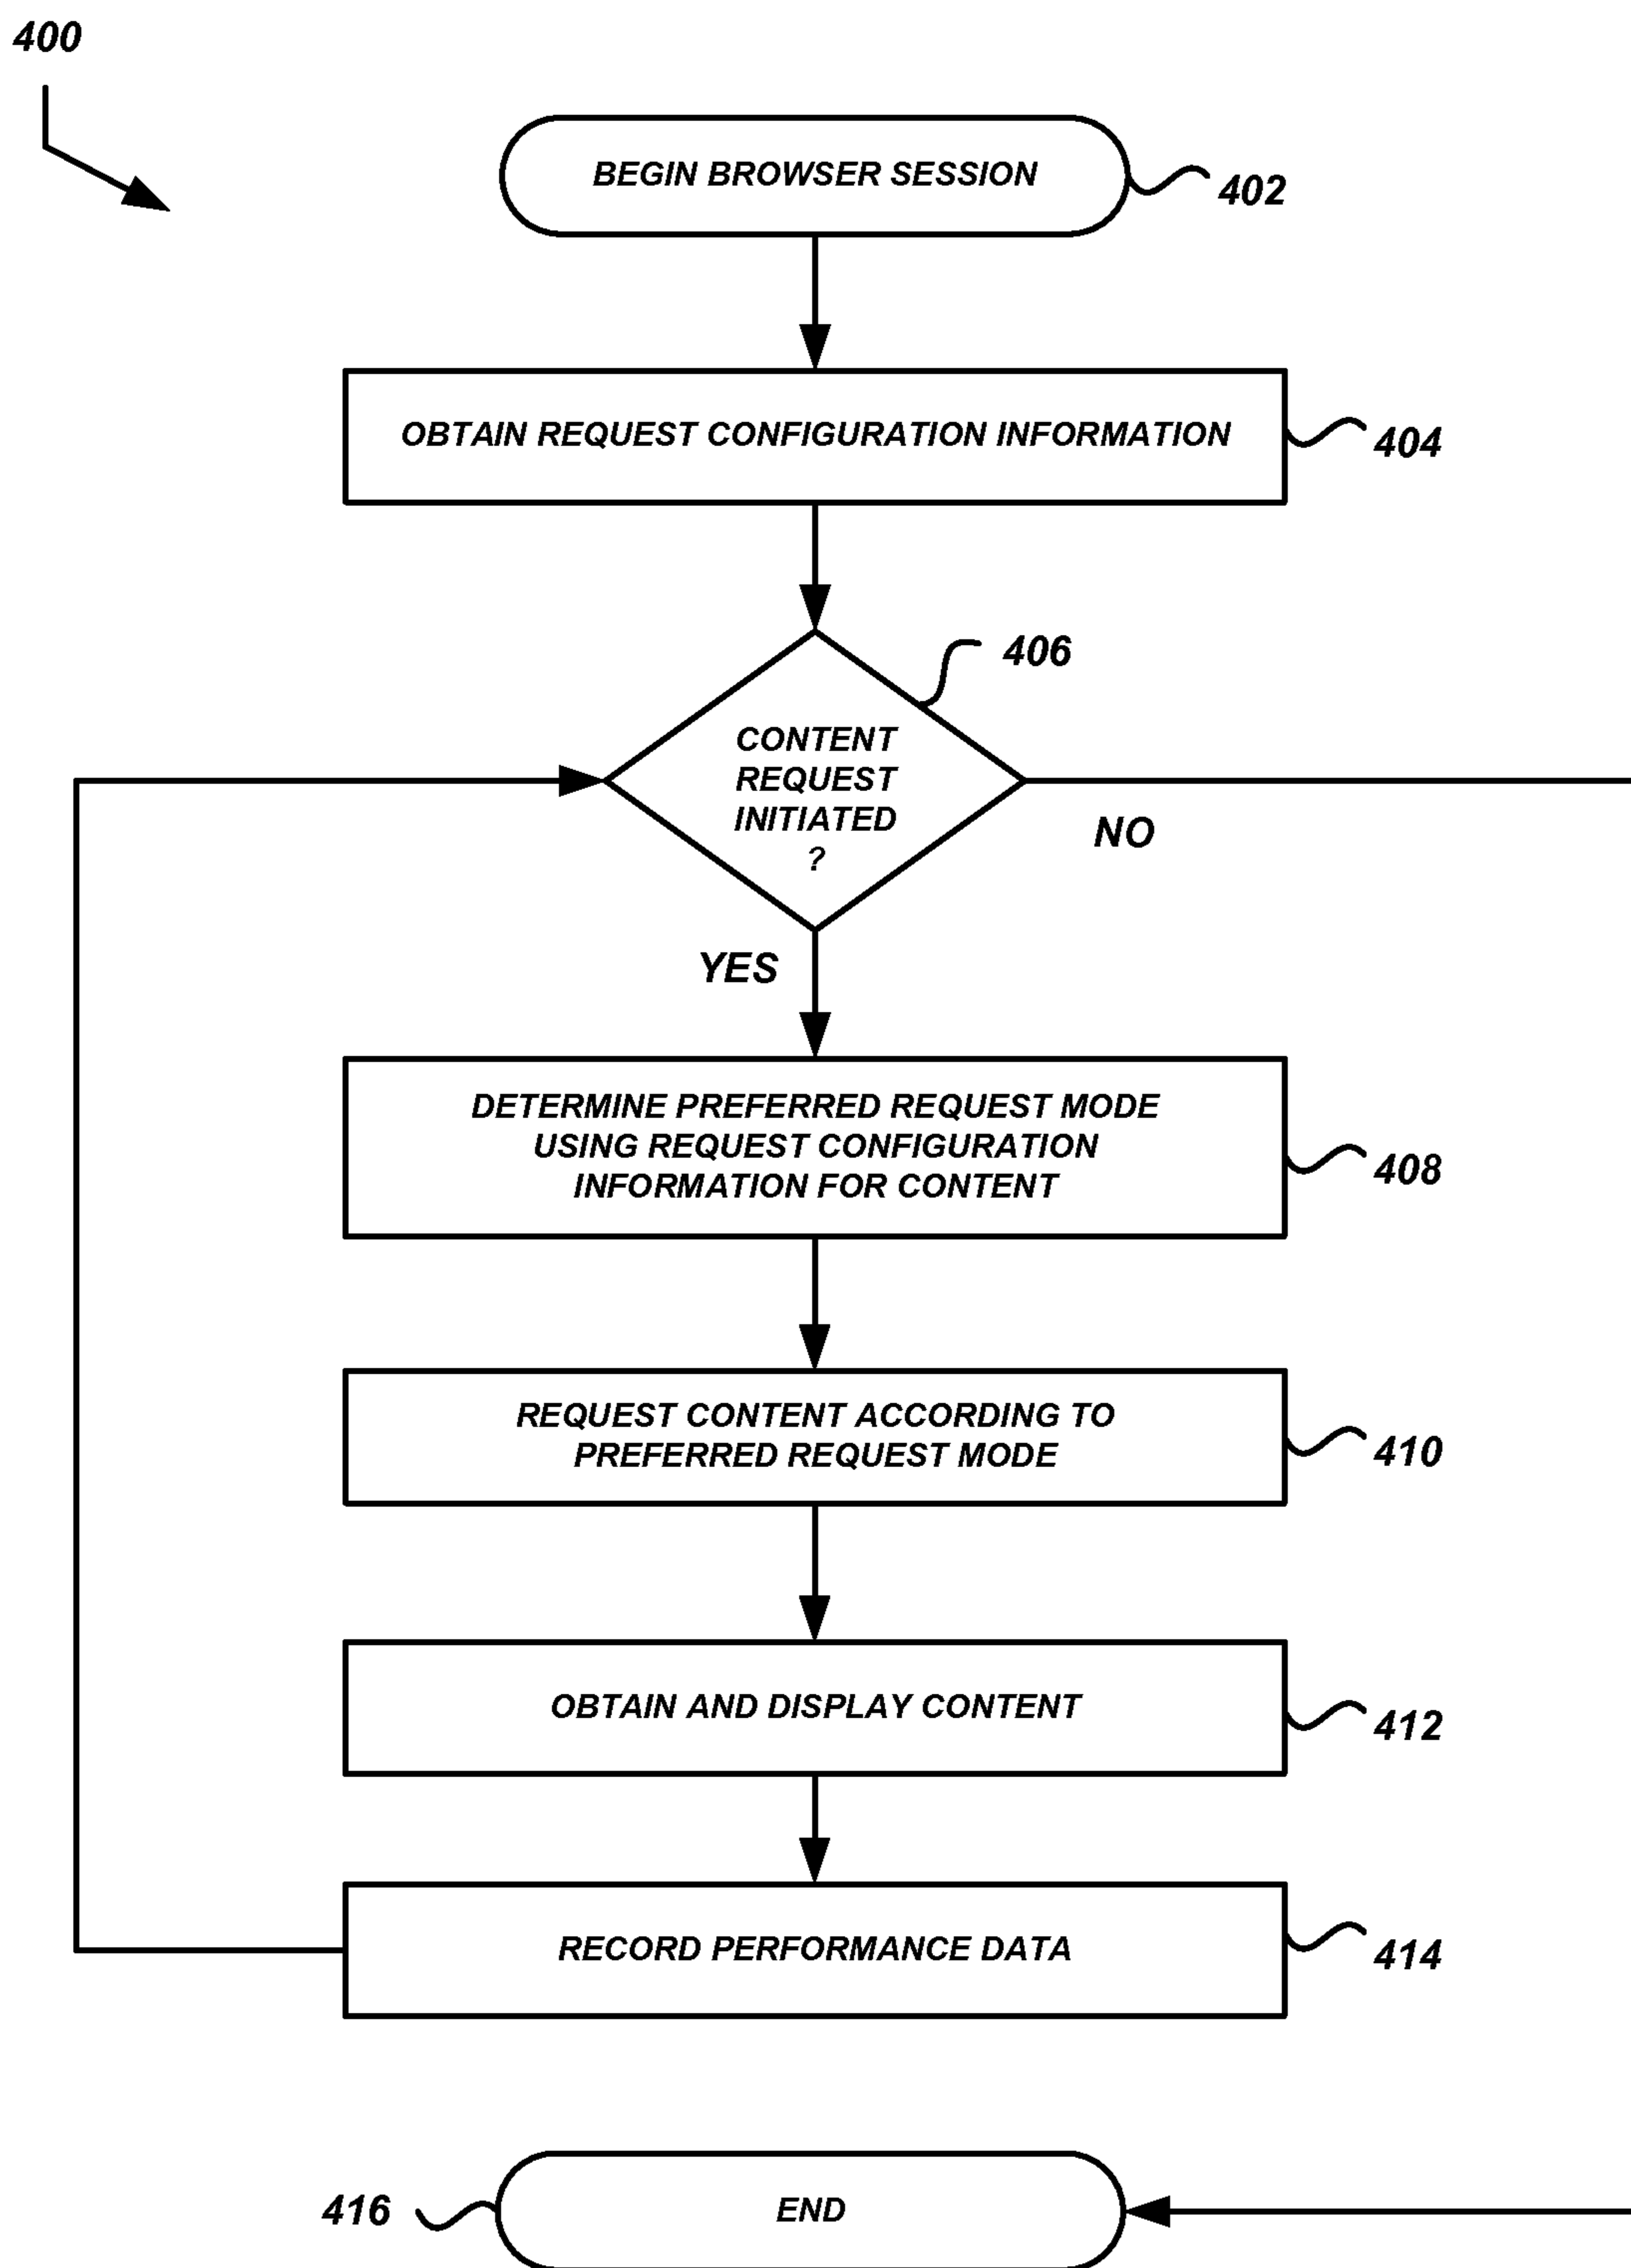 400
BEGIN BROWSER SESSION
402
OBTAIN REQUEST CONFIGURATION INFORMATION
404
406
CONTENT
REQUEST
INITIATED
?
NO
YES
DETERMINE PREFERRED REQUEST MODE
USING REQUEST CONFIGURATION
INFORMATION FOR CONTENT
408
REQUEST CONTENT ACCORDING TO
PREFERRED REQUEST MODE
410
OBTAIN AND DISPLAY CONTENT
412
RECORD PERFORMANCE DATA
414
416
END